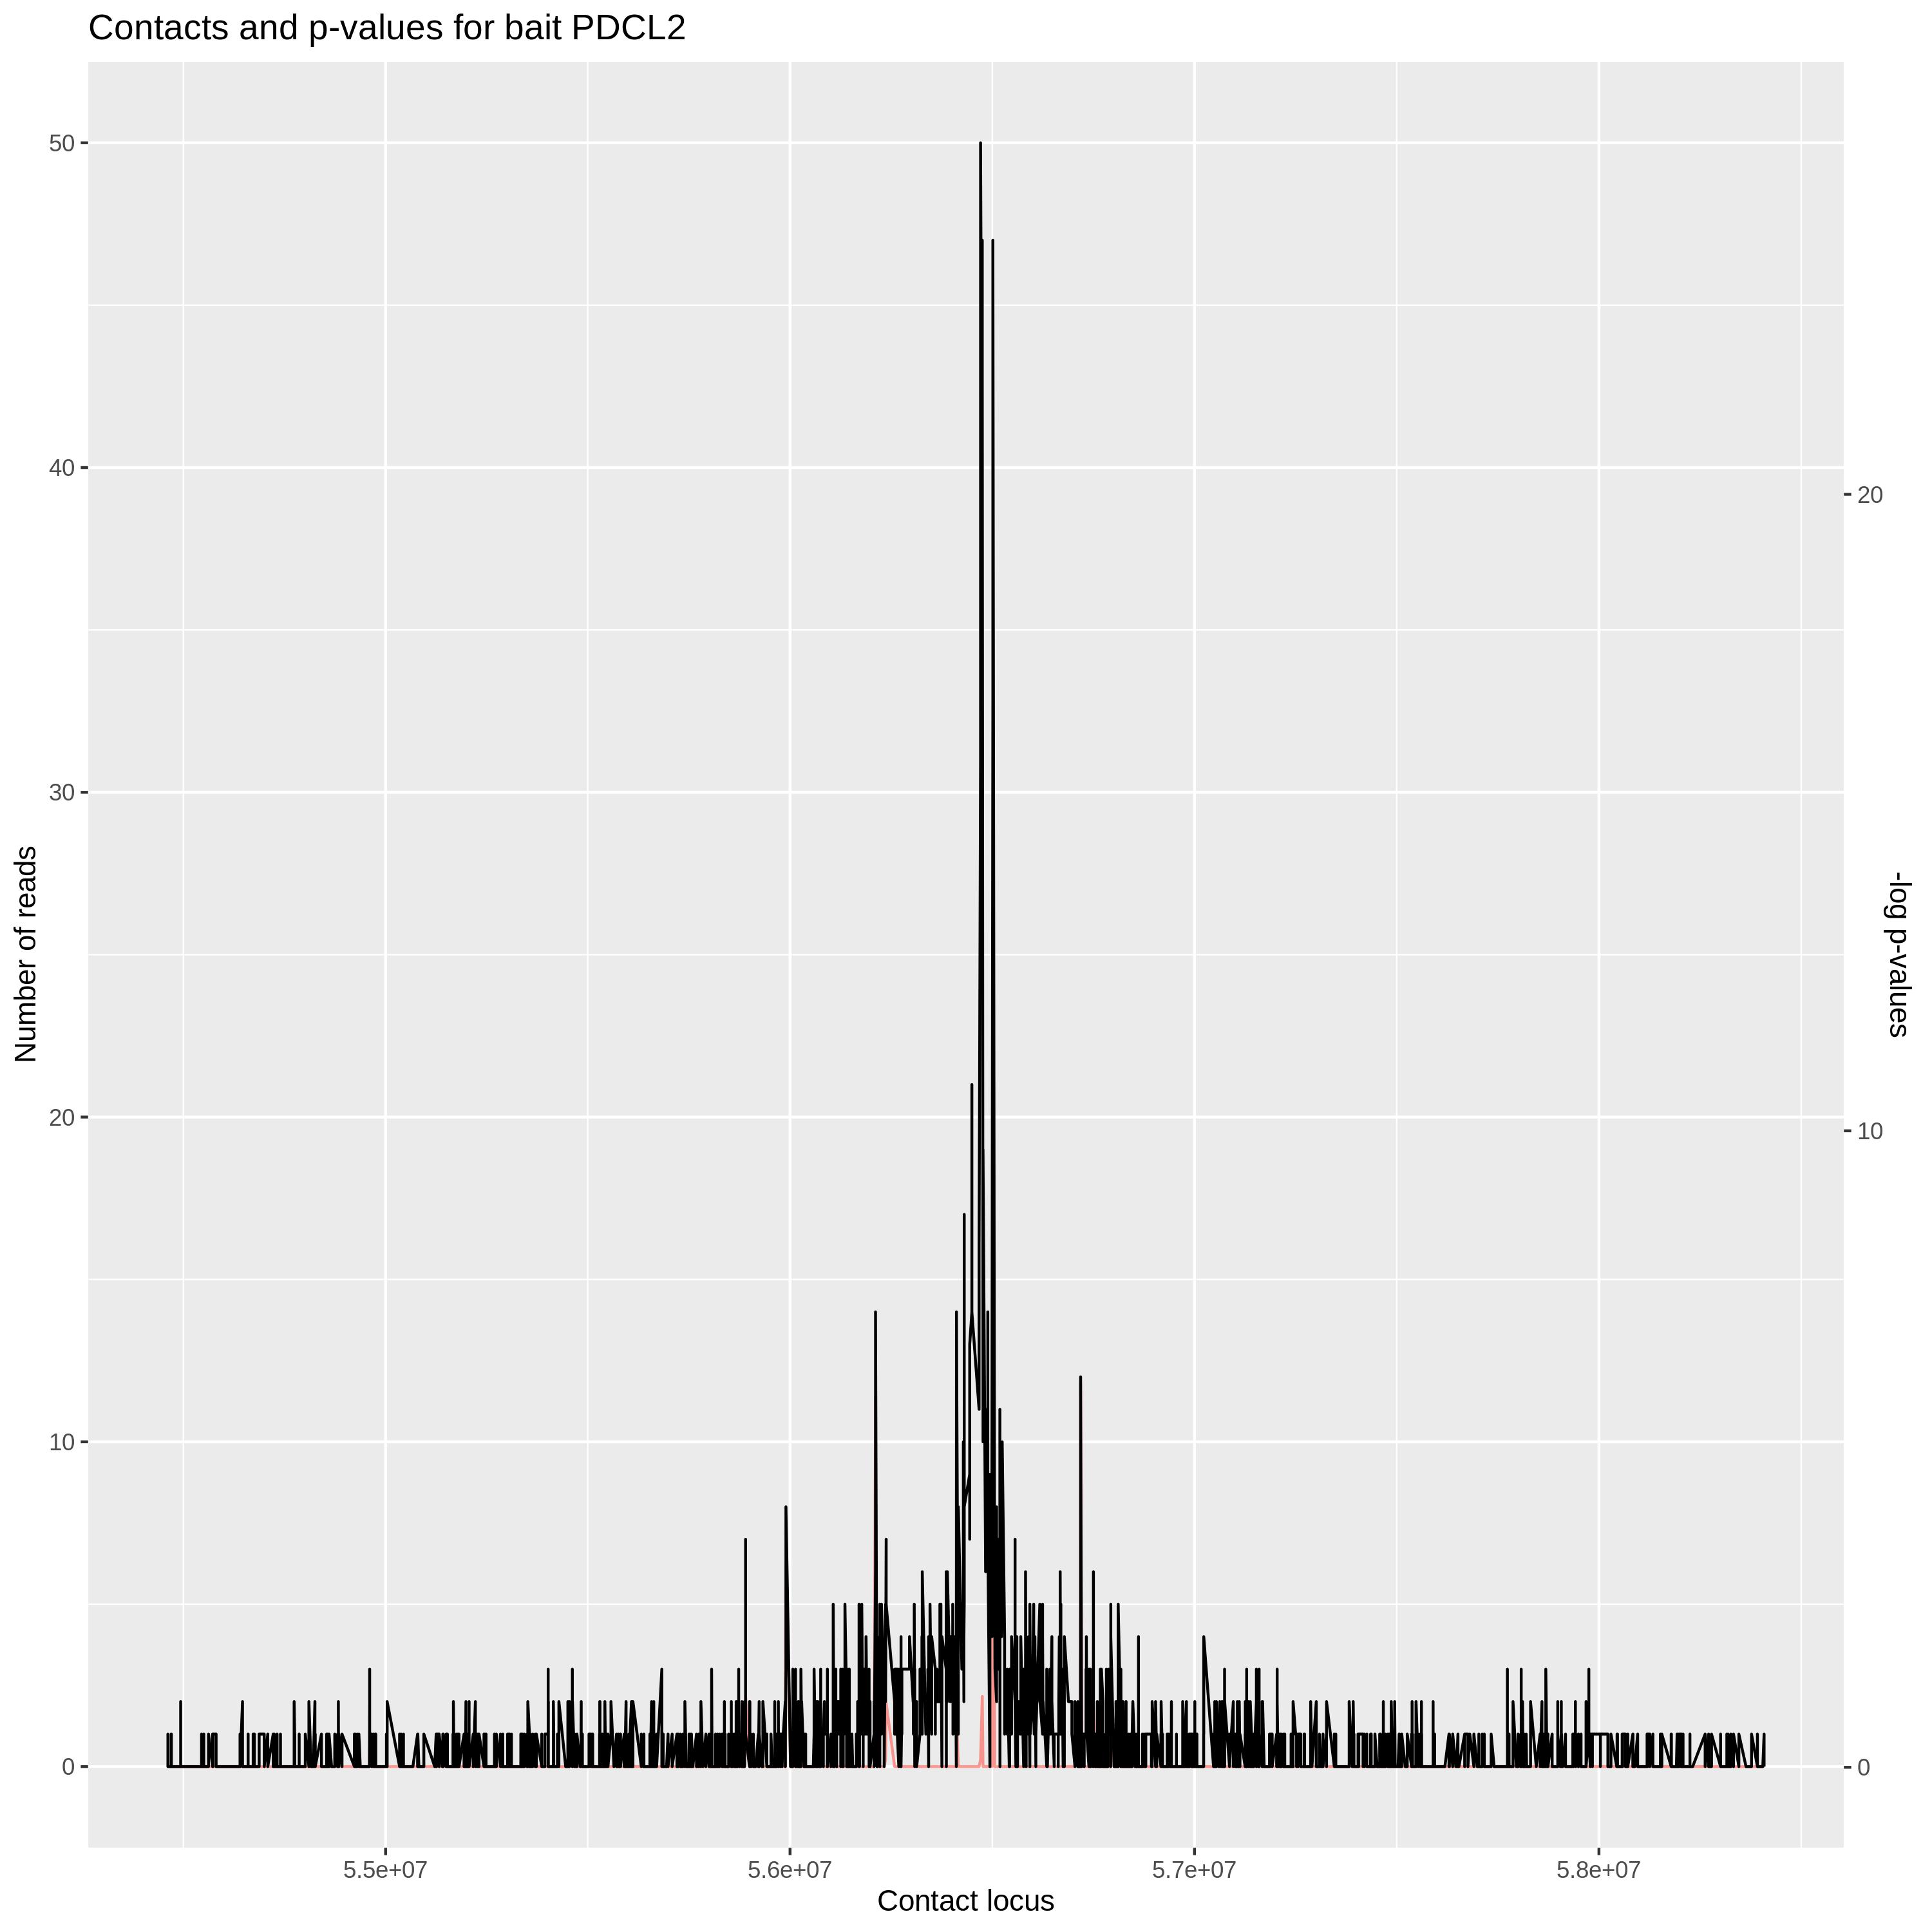 Contacts and p-values for bait PDCL2
50
40
30
20
10
0
Number of reads
20
10
0
-log p-values
5.5e+07
5.6e+07
5.7e+07
5.8e+07
Contact locus